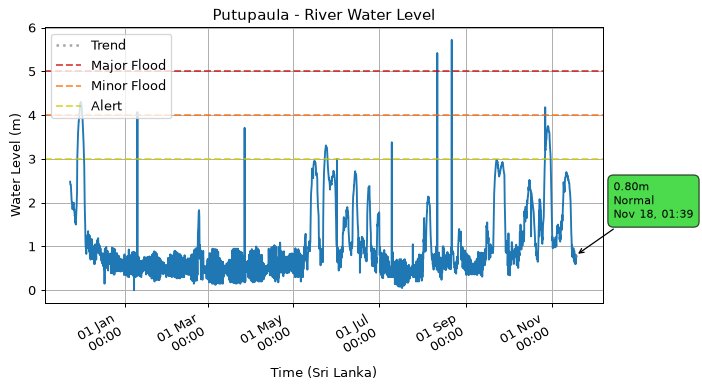 Putupaula - River Water Level
Water Level (m)
6
5
4
3
2
1
0
Trend
Major Flood
Minor Flood
Alert
0.80m
Normal
Nov 18, 01:39
01 Jan
00:00
01 Mar
00:00
01 May
00:00
01 Jul
00:00
01 Sep
00:00
01 Nov
00:00
Time (Sri Lanka)